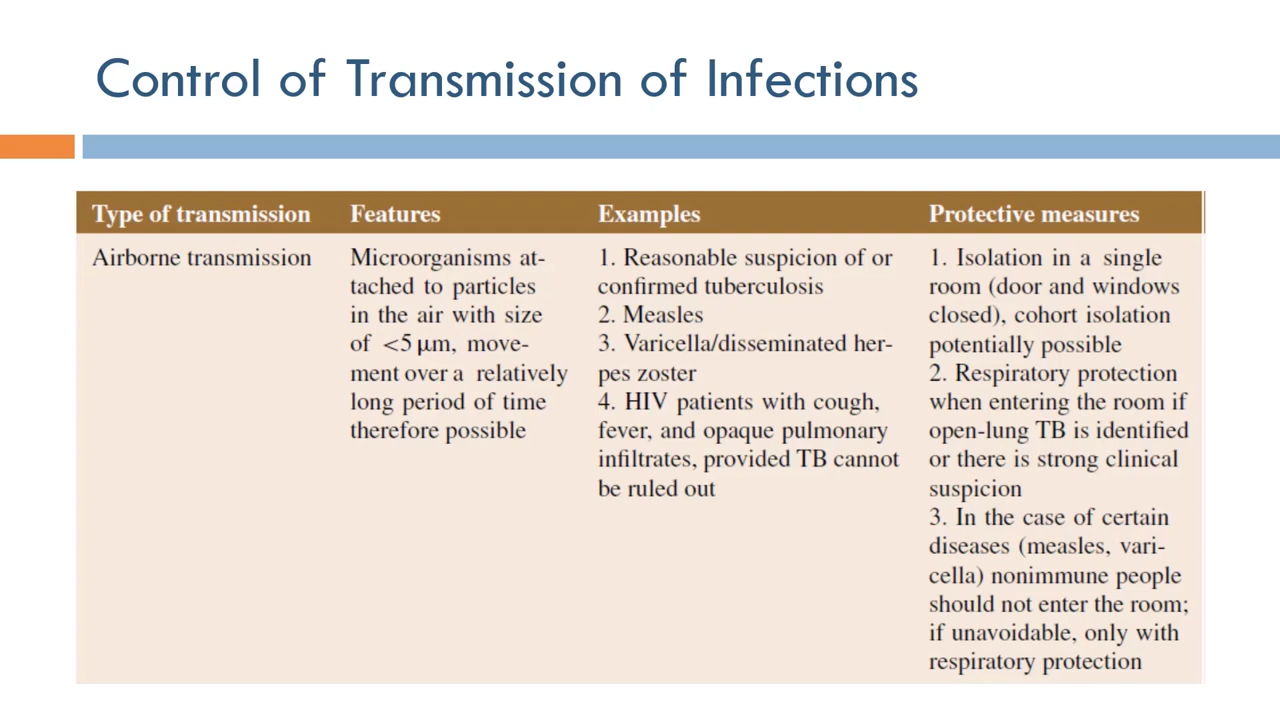 Control of Transmission of Infections
Type of transmission
Features
Examples
Protective measures
Airborne transmission
Microorganisms at-
tached to particles
in the air with size
of <5 μm, move-
ment over a relatively
long period of time
therefore possible
1. Reasonable suspicion of or
confirmed tuberculosis
2. Measles
3. Varicella/disseminated her-
pes zoster
4. HIV patients with cough,
fever, and opaque pulmonary
infiltrates, provided TB cannot
be ruled out
1. Isolation in a single
room (door and windows
closed), cohort isolation
potentially possible
2. Respiratory protection
when entering the room if
open-lung TB is identified
or there is strong clinical
suspicion
3. In the case of certain
diseases (measles, vari-
cella) nonimmune people
should not enter the room;
if unavoidable, only with
respiratory protection